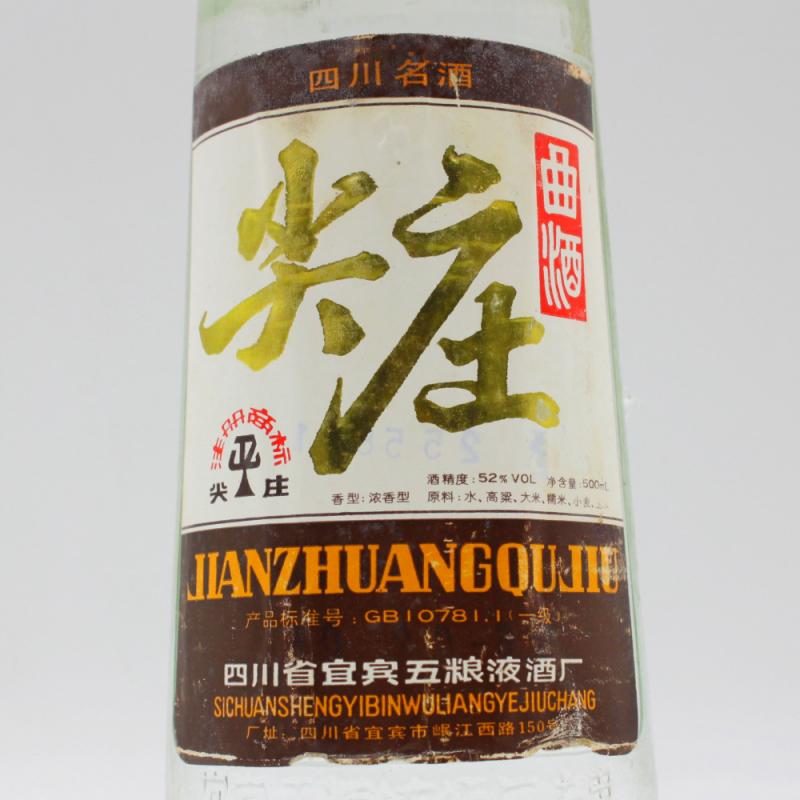 四川名酒
尖庄
曲酒
注册商标
尖庄
酒精度:52%VOL 净含量:500mL
香型:浓香型 原料:水、高粱、大米、糯米、小麦、
JIANZHUANGQUJIU
产品标准号:GB10781.1(一级)
四川省宜宾五粮液酒厂
SICHUANSHENGYIBINWULIANGYEJIUCHANG
厂址:四川省宜宾市岷江西路150号